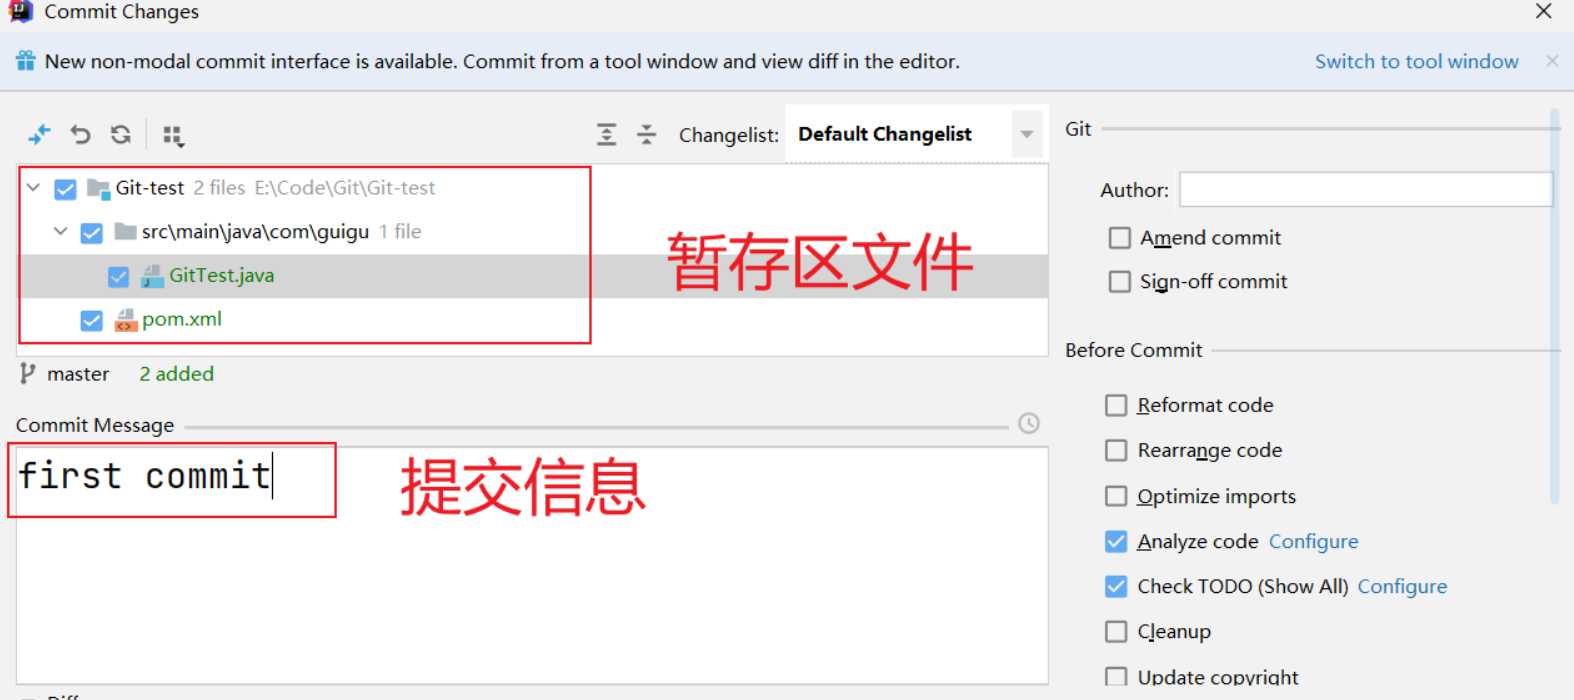 Commit Changes
New non-modal commit interface is available. Commit from a tool window and view diff in the editor.
Switch to tool window
Changelist: Default Changelist
Git-test 2 files E:\Code\Git\Git-test
src\main\java\com\guigu 1 file
GitTest.java
pom.xml
暂存区文件
master 2 added
Commit Message
first commit
提交信息
Git
Author:
Amend commit
Sign-off commit
Before Commit
Reformat code
Rearrange code
Optimize imports
Analyze code Configure
Check TODO (Show All) Configure
Cleanup
Update copyright